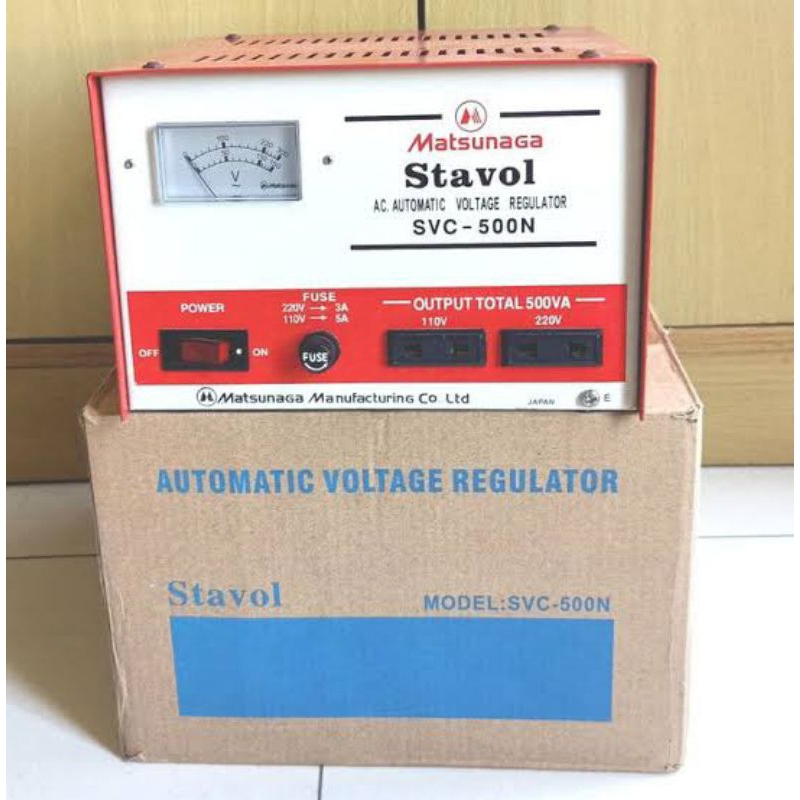 Matsunaga
Stavol
A.C. AUTOMATIC VOLTAGE REGULATOR
SVC-500N
V
POWER
OFF
ON
FUSE
220V → 3A
110V → 5A
FUSE
OUTPUT TOTAL 500VA
110V
220V
Matsunaga Manufacturing Co. Ltd
JAPAN
E
AUTOMATIC VOLTAGE REGULATOR
Stavol
MODEL:SVC-500N